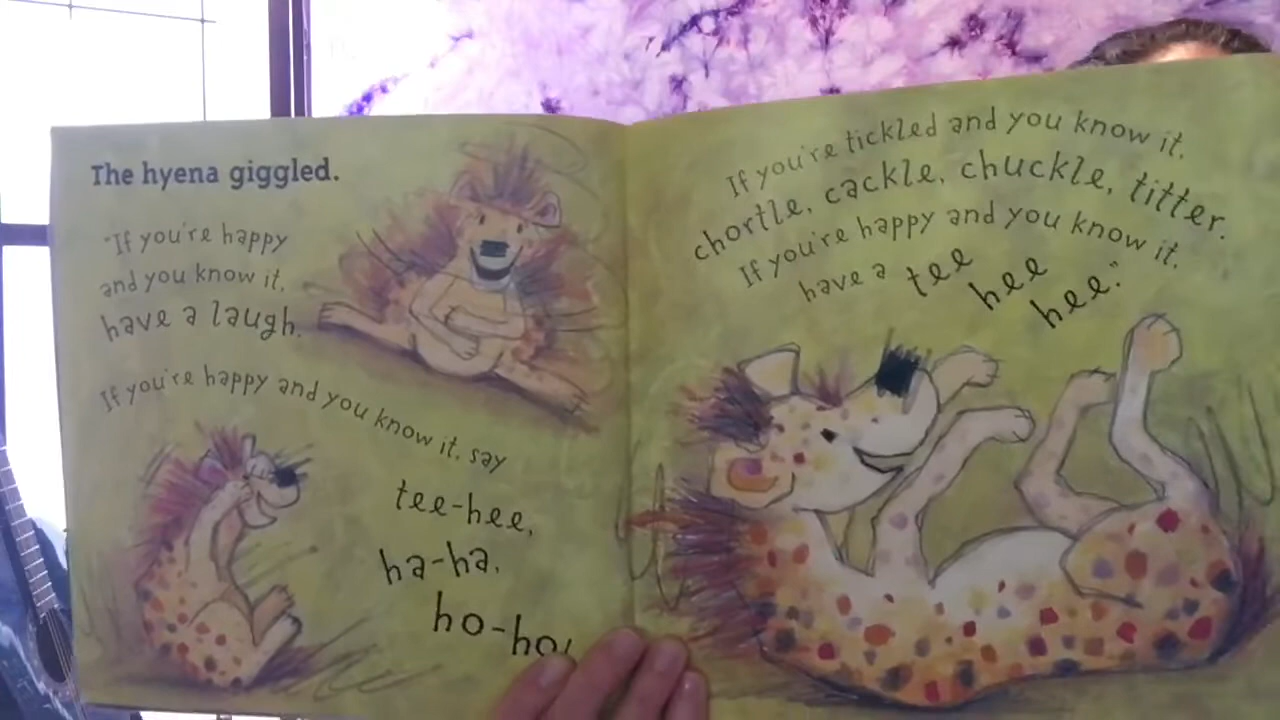 The hyena giggled.
"If you're happy
and you know it,
have a laugh.
If you're happy and you know it, say
tee-hee,
ha-ha,
ho-ho!
If you're tickled and you know it,
chortle, cackle, chuckle, titter.
If you're happy and you know it,
have a tee
hee
hee."